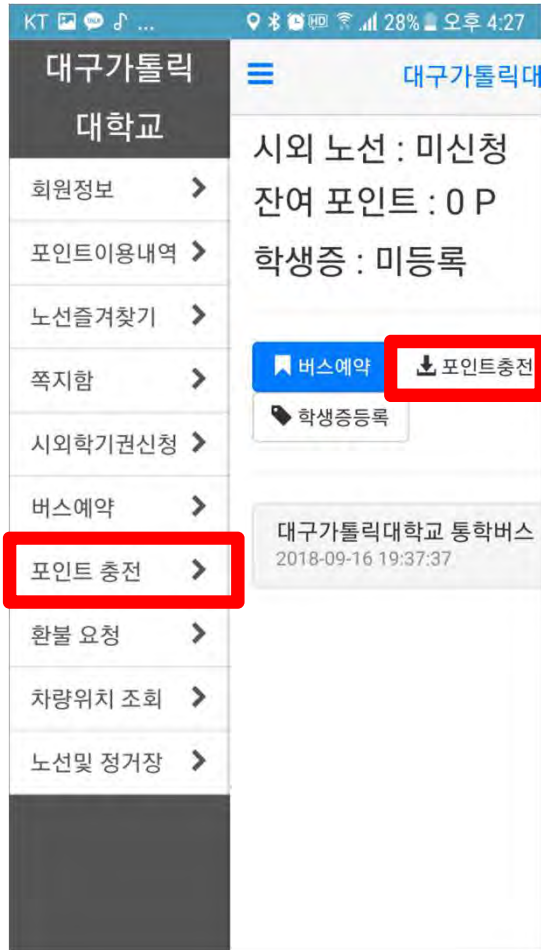 KT ... HD 28% 오후 4:27
대구가톨릭
대학교
회원정보
포인트이용내역
노선즐겨찾기
쪽지함
시외학기권신청
버스예약
포인트 충전
환불 요청
차량위치 조회
노선및 정거장
대구가톨릭대
시외 노선 : 미신청
잔여 포인트 : 0 P
학생증 : 미등록
버스예약
포인트충전
학생증등록
대구가톨릭대학교 통학버스
2018-09-16 19:37:37